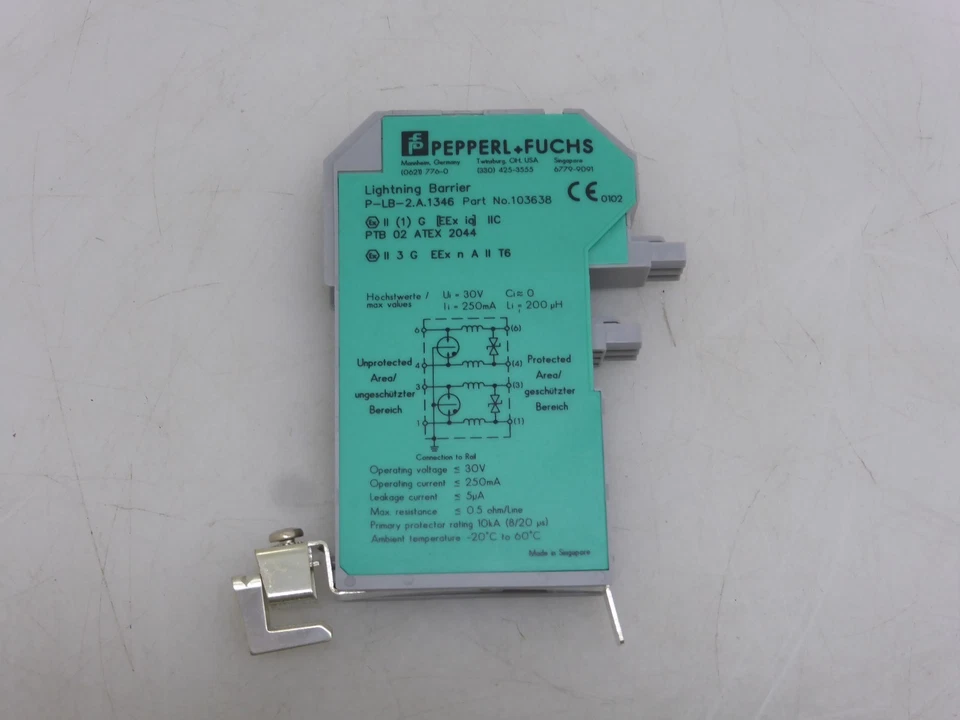 PEPPERL+FUCHS
Mannheim, Germany Twinsburg, OH, USA Singapore
(0621) 776-0 (330) 425-3555 6779-9091
Lightning Barrier
P-LB-2.A.1346 Part No.103638
CE 0102
Ex II (1) G [EEx ia] IIC
PTB 02 ATEX 2044
Ex II 3 G EEx n A II T6
Höchstwerte / Ui = 30V Ci ≈ 0
max values Ii = 250mA Li = 200 µH
6 (6)
4 (4)
3 (3)
1 (1)
Unprotected
Area/
ungeschützter
Bereich
Protected
Area/
geschützter
Bereich
Connection to Rail
Operating voltage ≤ 30V
Operating current ≤ 250mA
Leakage current ≤ 5µA
Max resistance ≤ 0.5 ohm/Line
Primary protector rating 10kA (8/20 µs)
Ambient temperature -20°C to 60°C
Made in Singapore